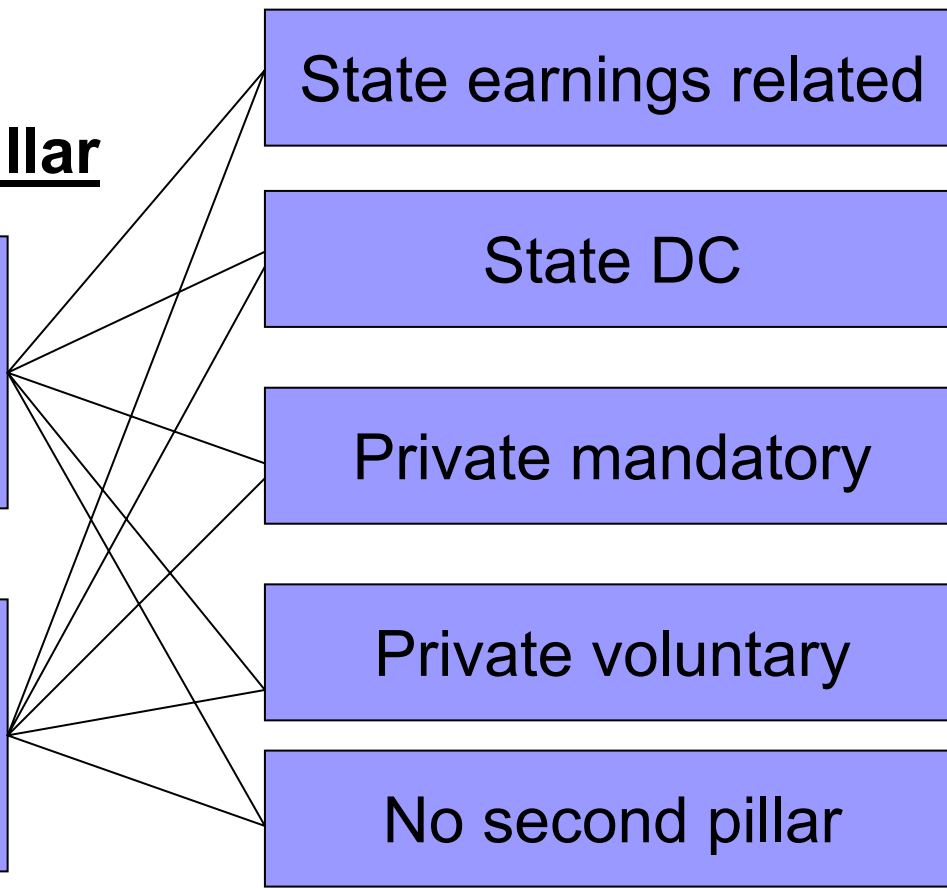 State earnings related
llar
State DC
Private mandatory
Private voluntary
No second pillar